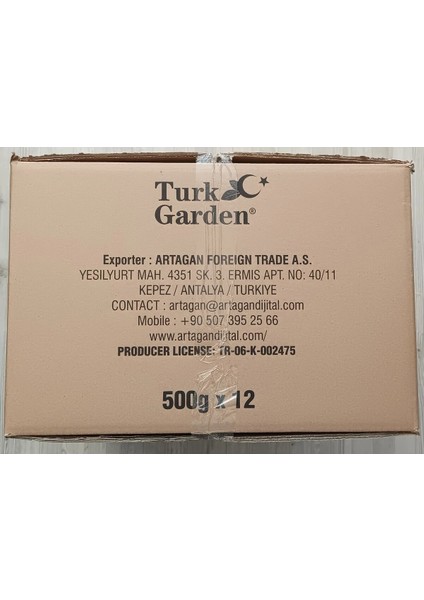 Turk
Garden®
Exporter : ARTAGAN FOREIGN TRADE A.S.
YESILYURT MAH. 4351 SK. 3. ERMIS APT. NO: 40/11
KEPEZ / ANTALYA / TURKIYE
CONTACT : artagan@artagandijital.com
Mobile : +90 507 395 25 66
www.artagandijital.com
PRODUCER LICENSE: TR-06-K-002475
500g x 12